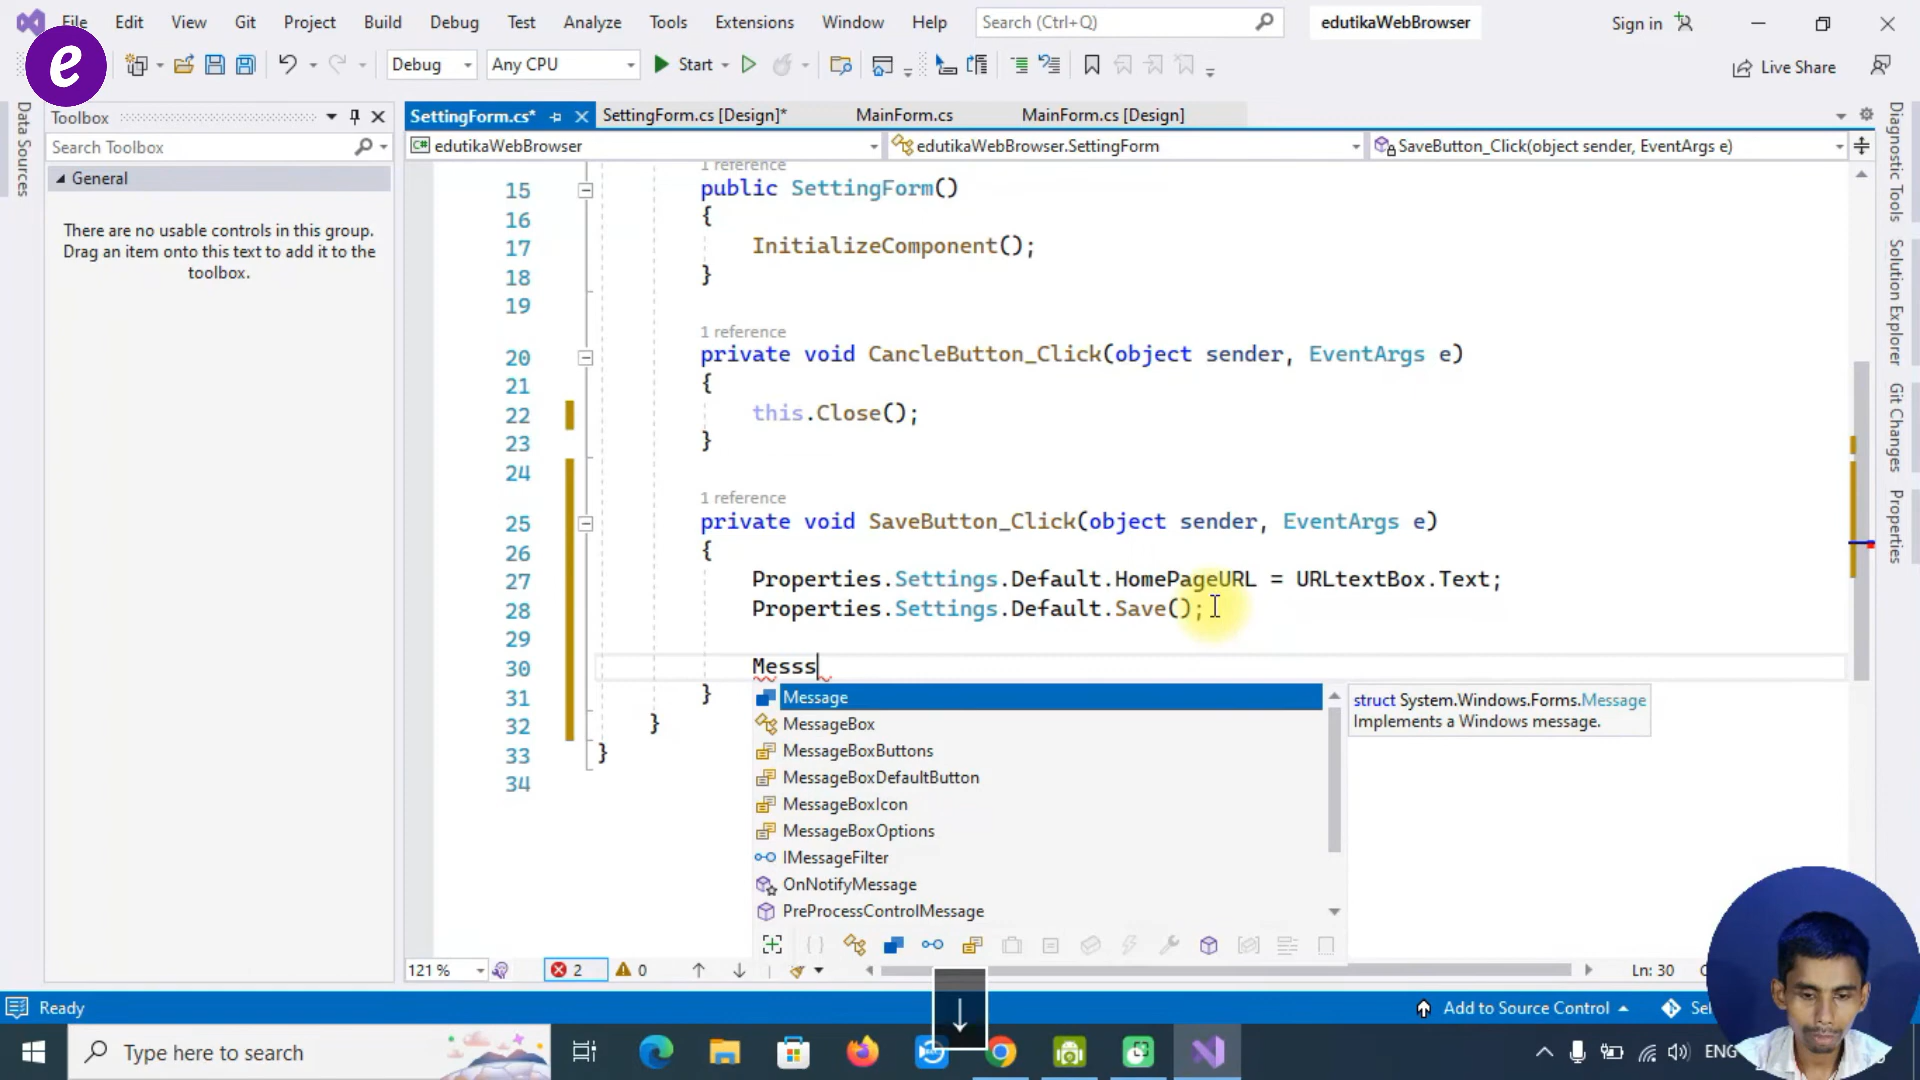 e
File Edit View Git Project Build Debug Test Analyze Tools Extensions Window Help Search (Ctrl+Q) edutikaWebBrowser Sign in
Debug Any CPU Start Live Share
Data Sources
Toolbox
Search Toolbox
General
There are no usable controls in this group.
Drag an item onto this text to add it to the
toolbox.
SettingForm.cs* SettingForm.cs [Design]* MainForm.cs MainForm.cs [Design]
edutikaWebBrowser edutikaWebBrowser.SettingForm SaveButton_Click(object sender, EventArgs e)
1 reference
15 public SettingForm()
16 {
17 InitializeComponent();
18 }
19
1 reference
20 private void CancleButton_Click(object sender, EventArgs e)
21 {
22 this.Close();
23 }
24
1 reference
25 private void SaveButton_Click(object sender, EventArgs e)
26 {
27 Properties.Settings.Default.HomePageURL = URLtextBox.Text;
28 Properties.Settings.Default.Save();
29
30 Messs
31 }
32 }
33 }
34
Message
MessageBox
MessageBoxButtons
MessageBoxDefaultButton
MessageBoxIcon
MessageBoxOptions
IMessageFilter
OnNotifyMessage
PreProcessControlMessage
struct System.Windows.Forms.Message
Implements a Windows message.
Diagnostic Tools
Solution Explorer
Git Changes
Properties
121 % 2 0 Ln: 30
Ready Add to Source Control
Type here to search ENG